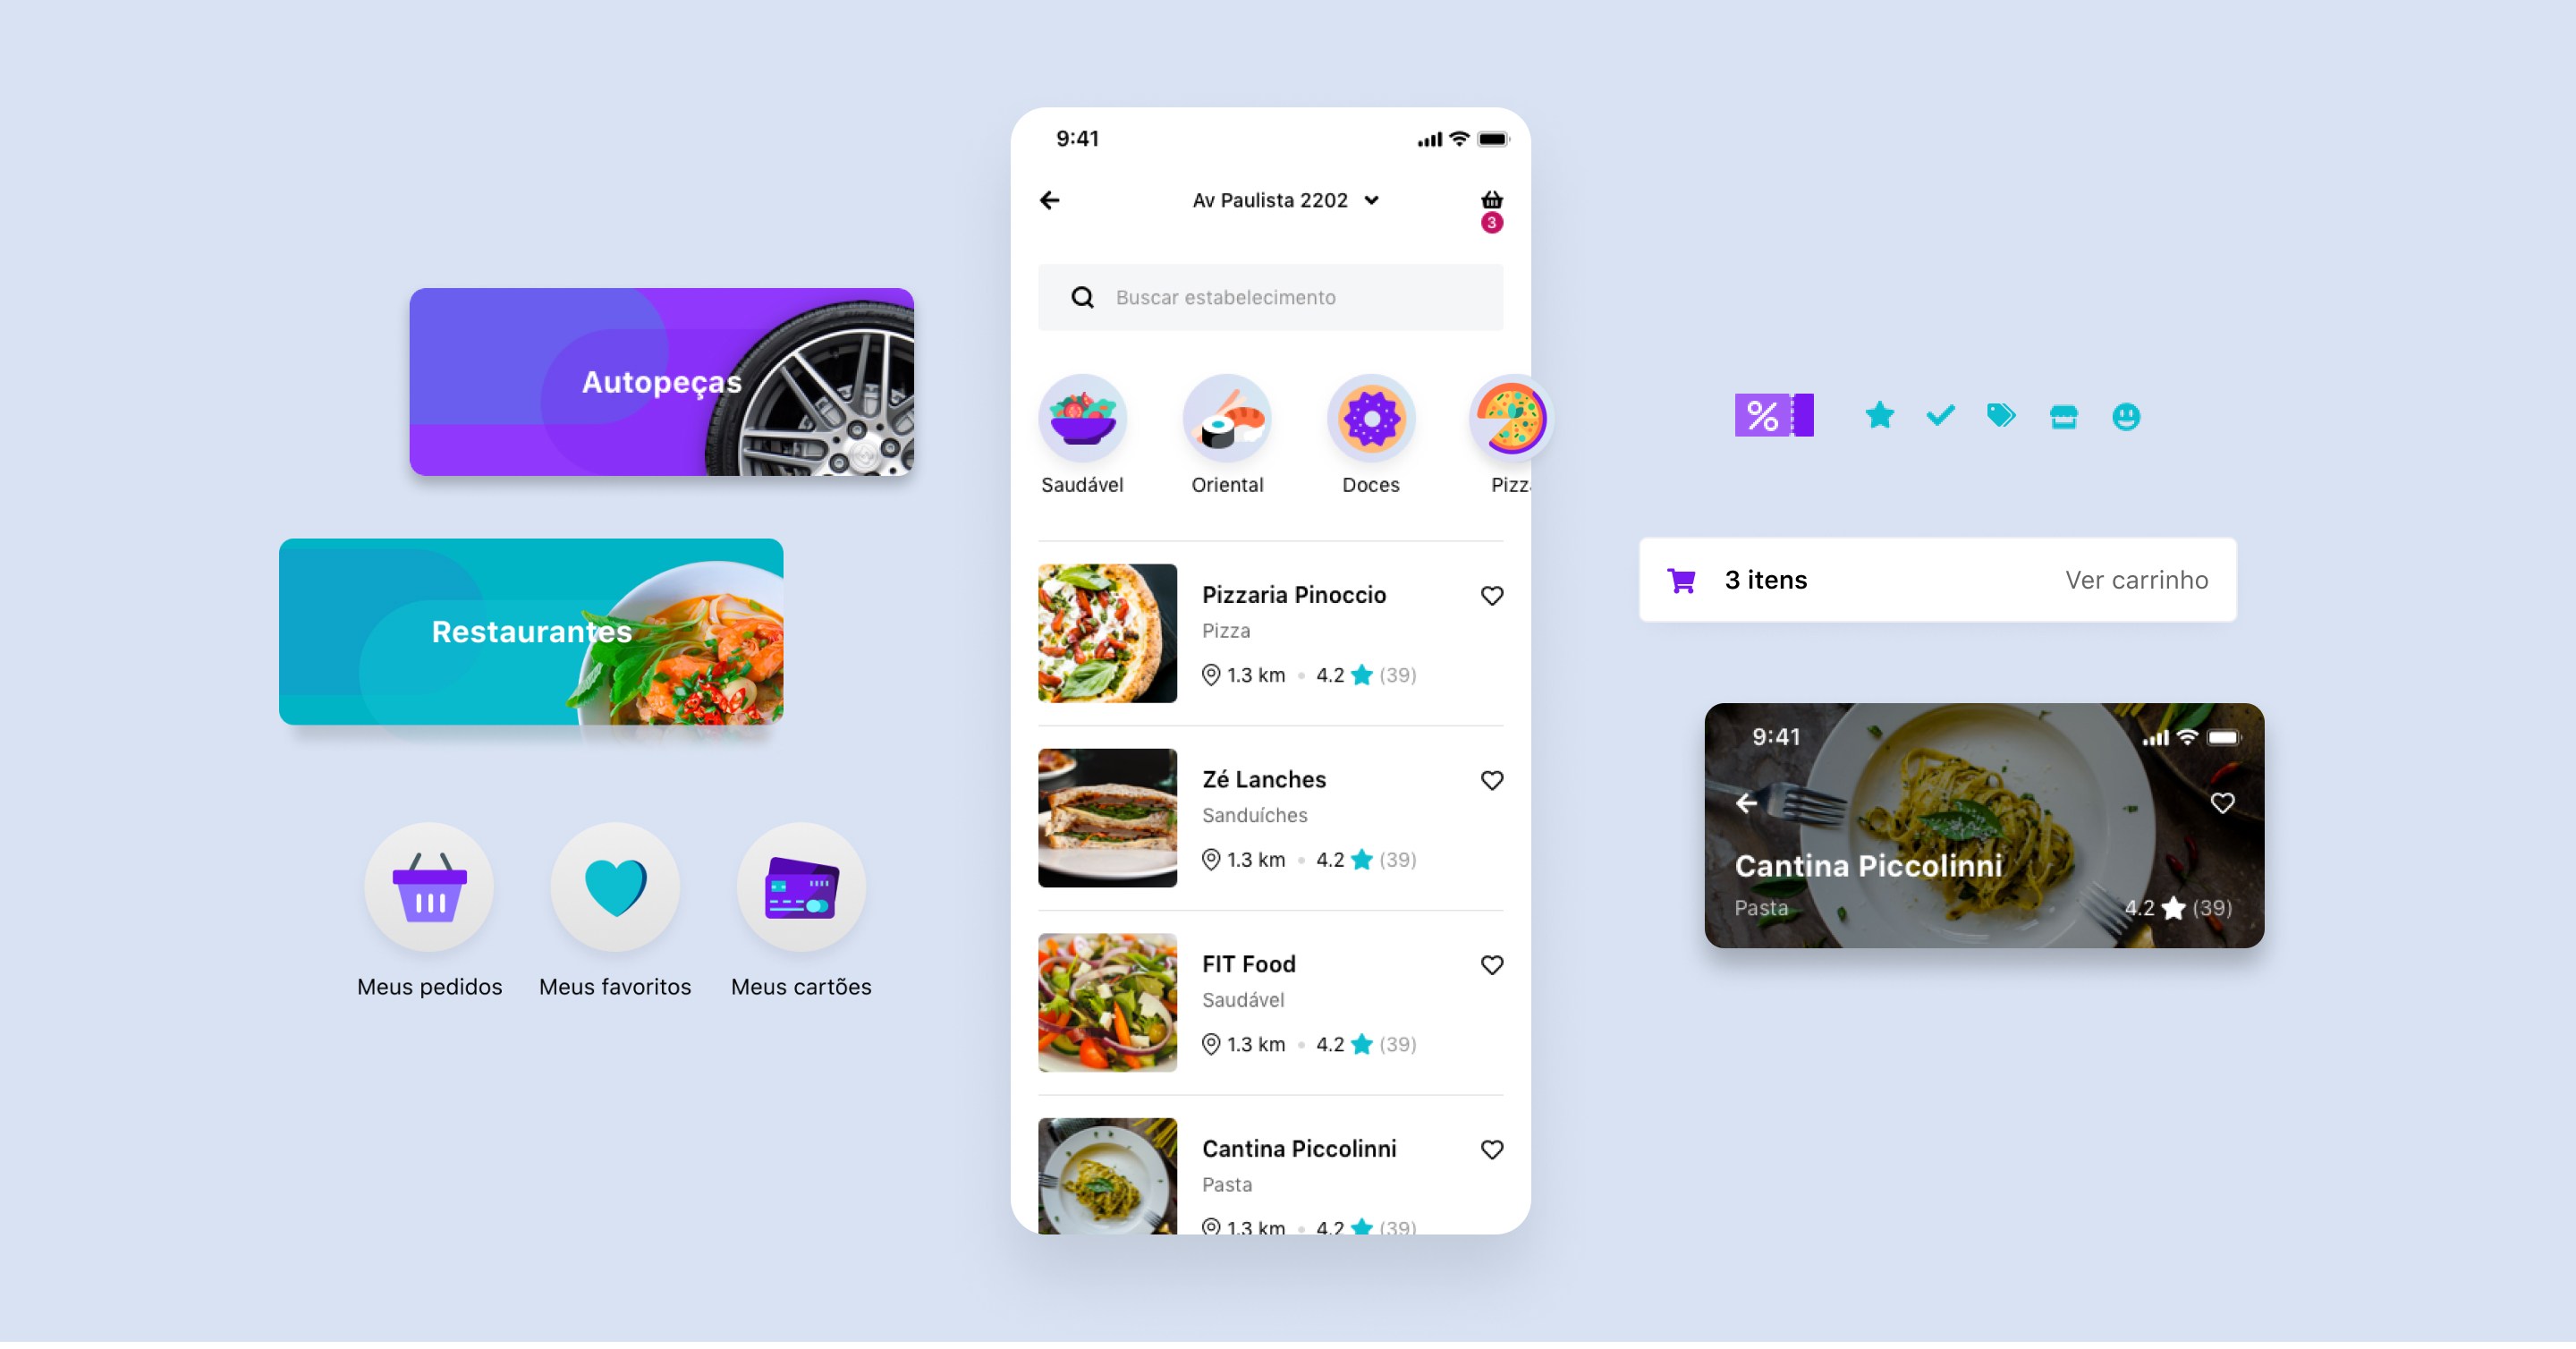 Autopeças
Restaurantes
Meus pedidos
Meus favoritos
Meus cartões
9:41
Av Paulista 2202
3
Buscar estabelecimento
Saudável
Oriental
Doces
Pizz
Pizzaria Pinoccio
Pizza
1.3 km • 4.2 (39)
Zé Lanches
Sanduíches
1.3 km • 4.2 (39)
FIT Food
Saudável
1.3 km • 4.2 (39)
Cantina Piccolinni
Pasta
1.3 km • 4.2 (39)
%
3 itens
Ver carrinho
9:41
Cantina Piccolinni
Pasta
4.2 (39)